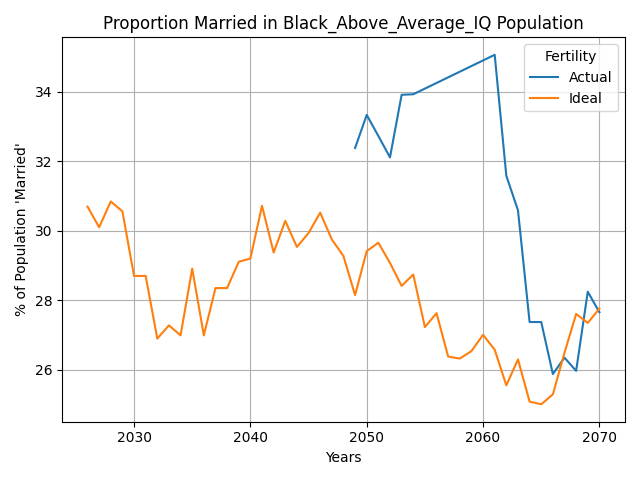 Proportion Married in Black_Above_Average_IQ Population
% of Population 'Married'
34
32
30
28
26
Fertility
Actual
Ideal
2030 2040 2050 2060 2070
Years